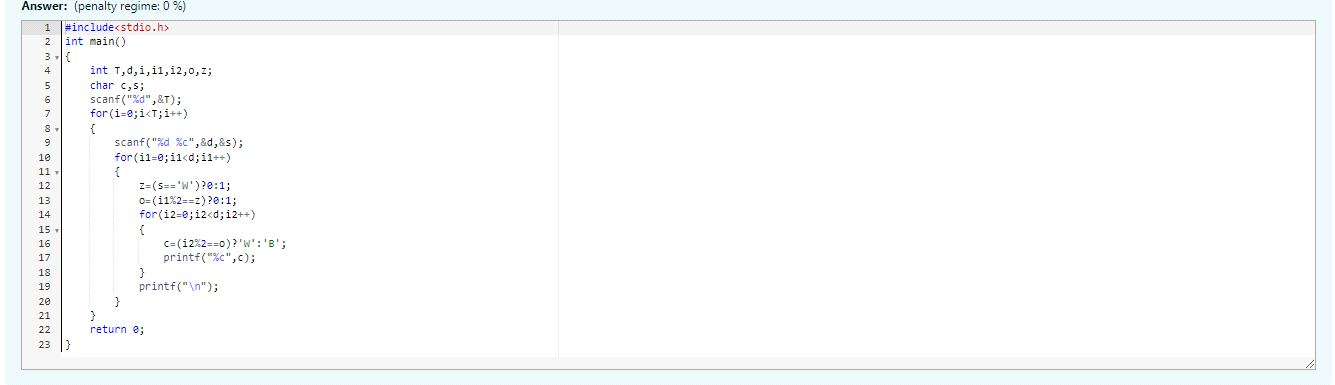 Answer: (penalty regime: 0 %)
1 #include<stdio.h>
2 int main()
3 {
4 int T,d,i,i1,i2,o,z;
5 char c,s;
6 scanf("%d",&T);
7 for(i=0;i<T;i++)
8 {
9 scanf("%d %c",&d,&s);
10 for(i1=0;i1<d;i1++)
11 {
12 z=(s=='W')?0:1;
13 o=(i1%2==z)?0:1;
14 for(i2=0;i2<d;i2++)
15 {
16 c=(i2%2==o)?'W':'B';
17 printf("%c",c);
18 }
19 printf("\n");
20 }
21 }
22 return 0;
23 }